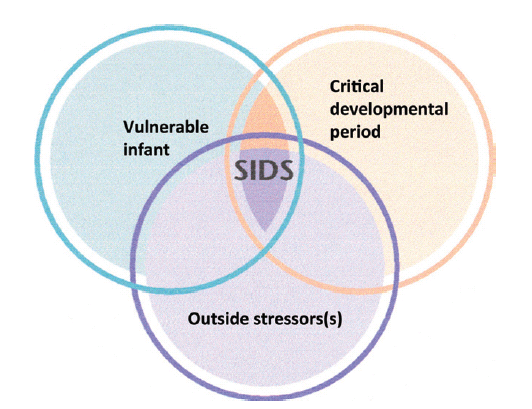 Critical
developmental
period
Vulnerable
infant
SIDS
Outside stressors(s)